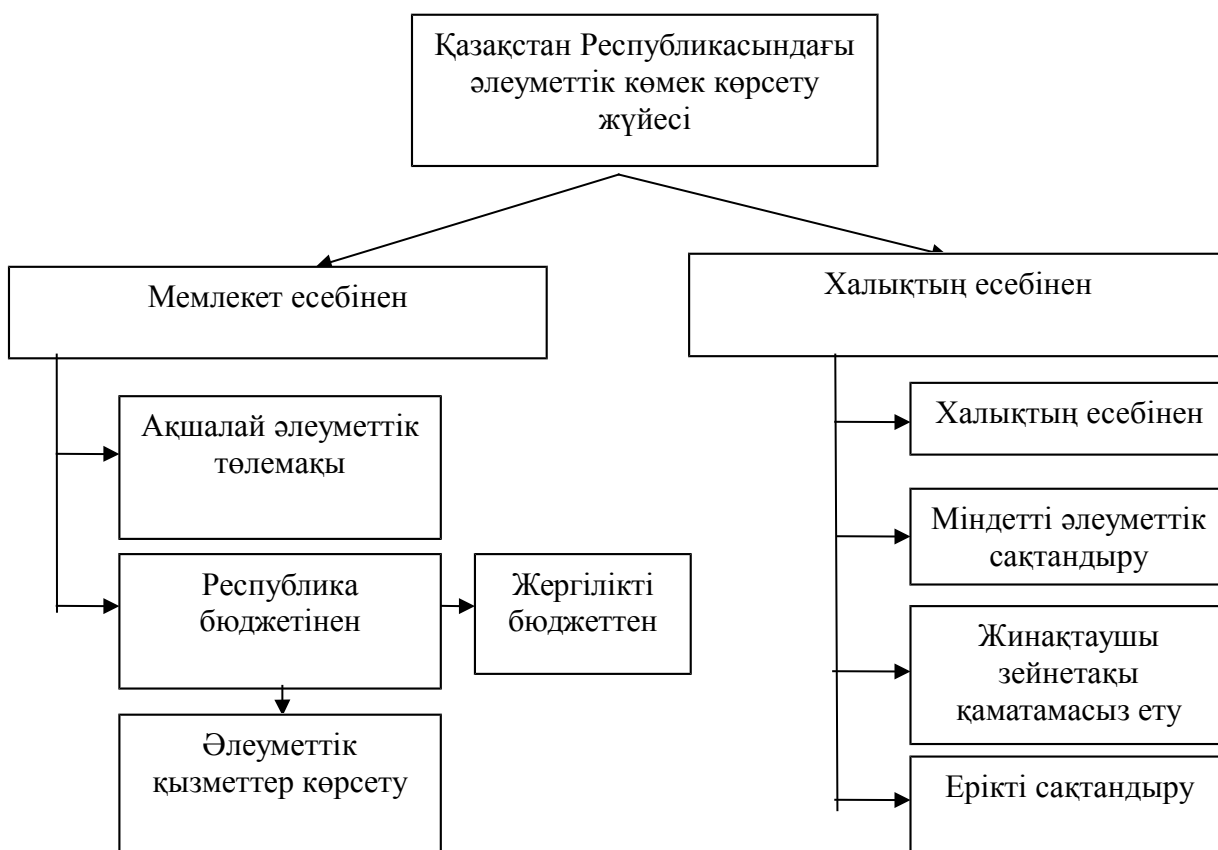 Қазақстан Республикасындағы
әлеуметтік көмек көрсету
жүйесі
Мемлекет есебінен
Халықтың есебінен
Ақшалай әлеуметтік
төлемақы
Республика
бюджетінен
Жергілікті
бюджеттен
Әлеуметтік
қызметтер көрсету
Халықтың есебінен
Міндетті әлеуметтік
сақтандыру
Жинақтаушы
зейнетақы
қаматамасыз ету
Ерікті сақтандыру